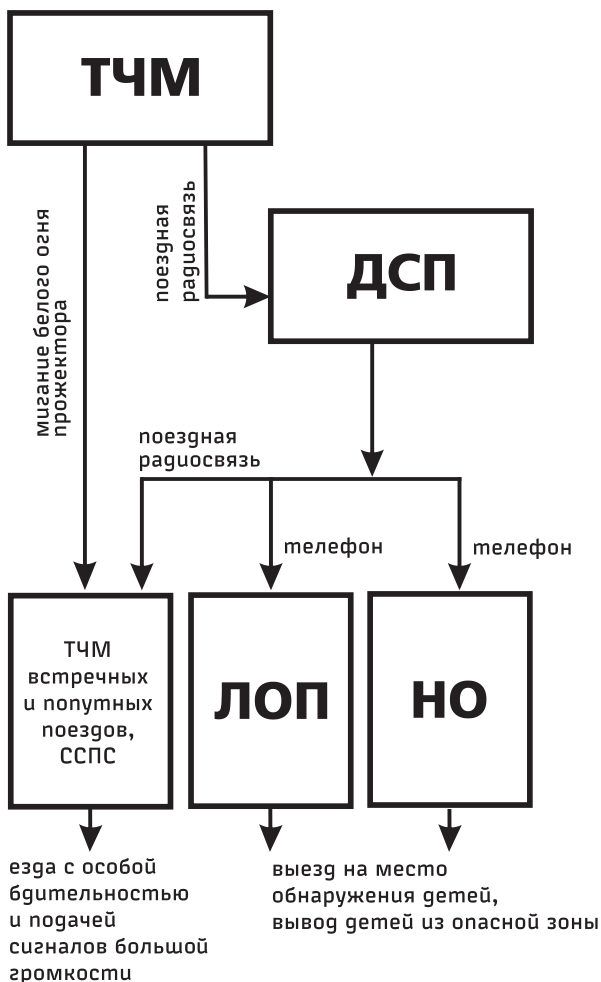 ТЧМ
мигание белого огня
прожектора
поездная
радиосвязь
ДСП
поездная
радиосвязь
телефон
телефон
ТЧМ
встречных
и попутных
поездов,
ССПС
ЛОП
НО
езда с особой
бдительностью
и подачей
сигналов большой
громкости
выезд на место
обнаружения детей,
вывод детей из опасной зоны